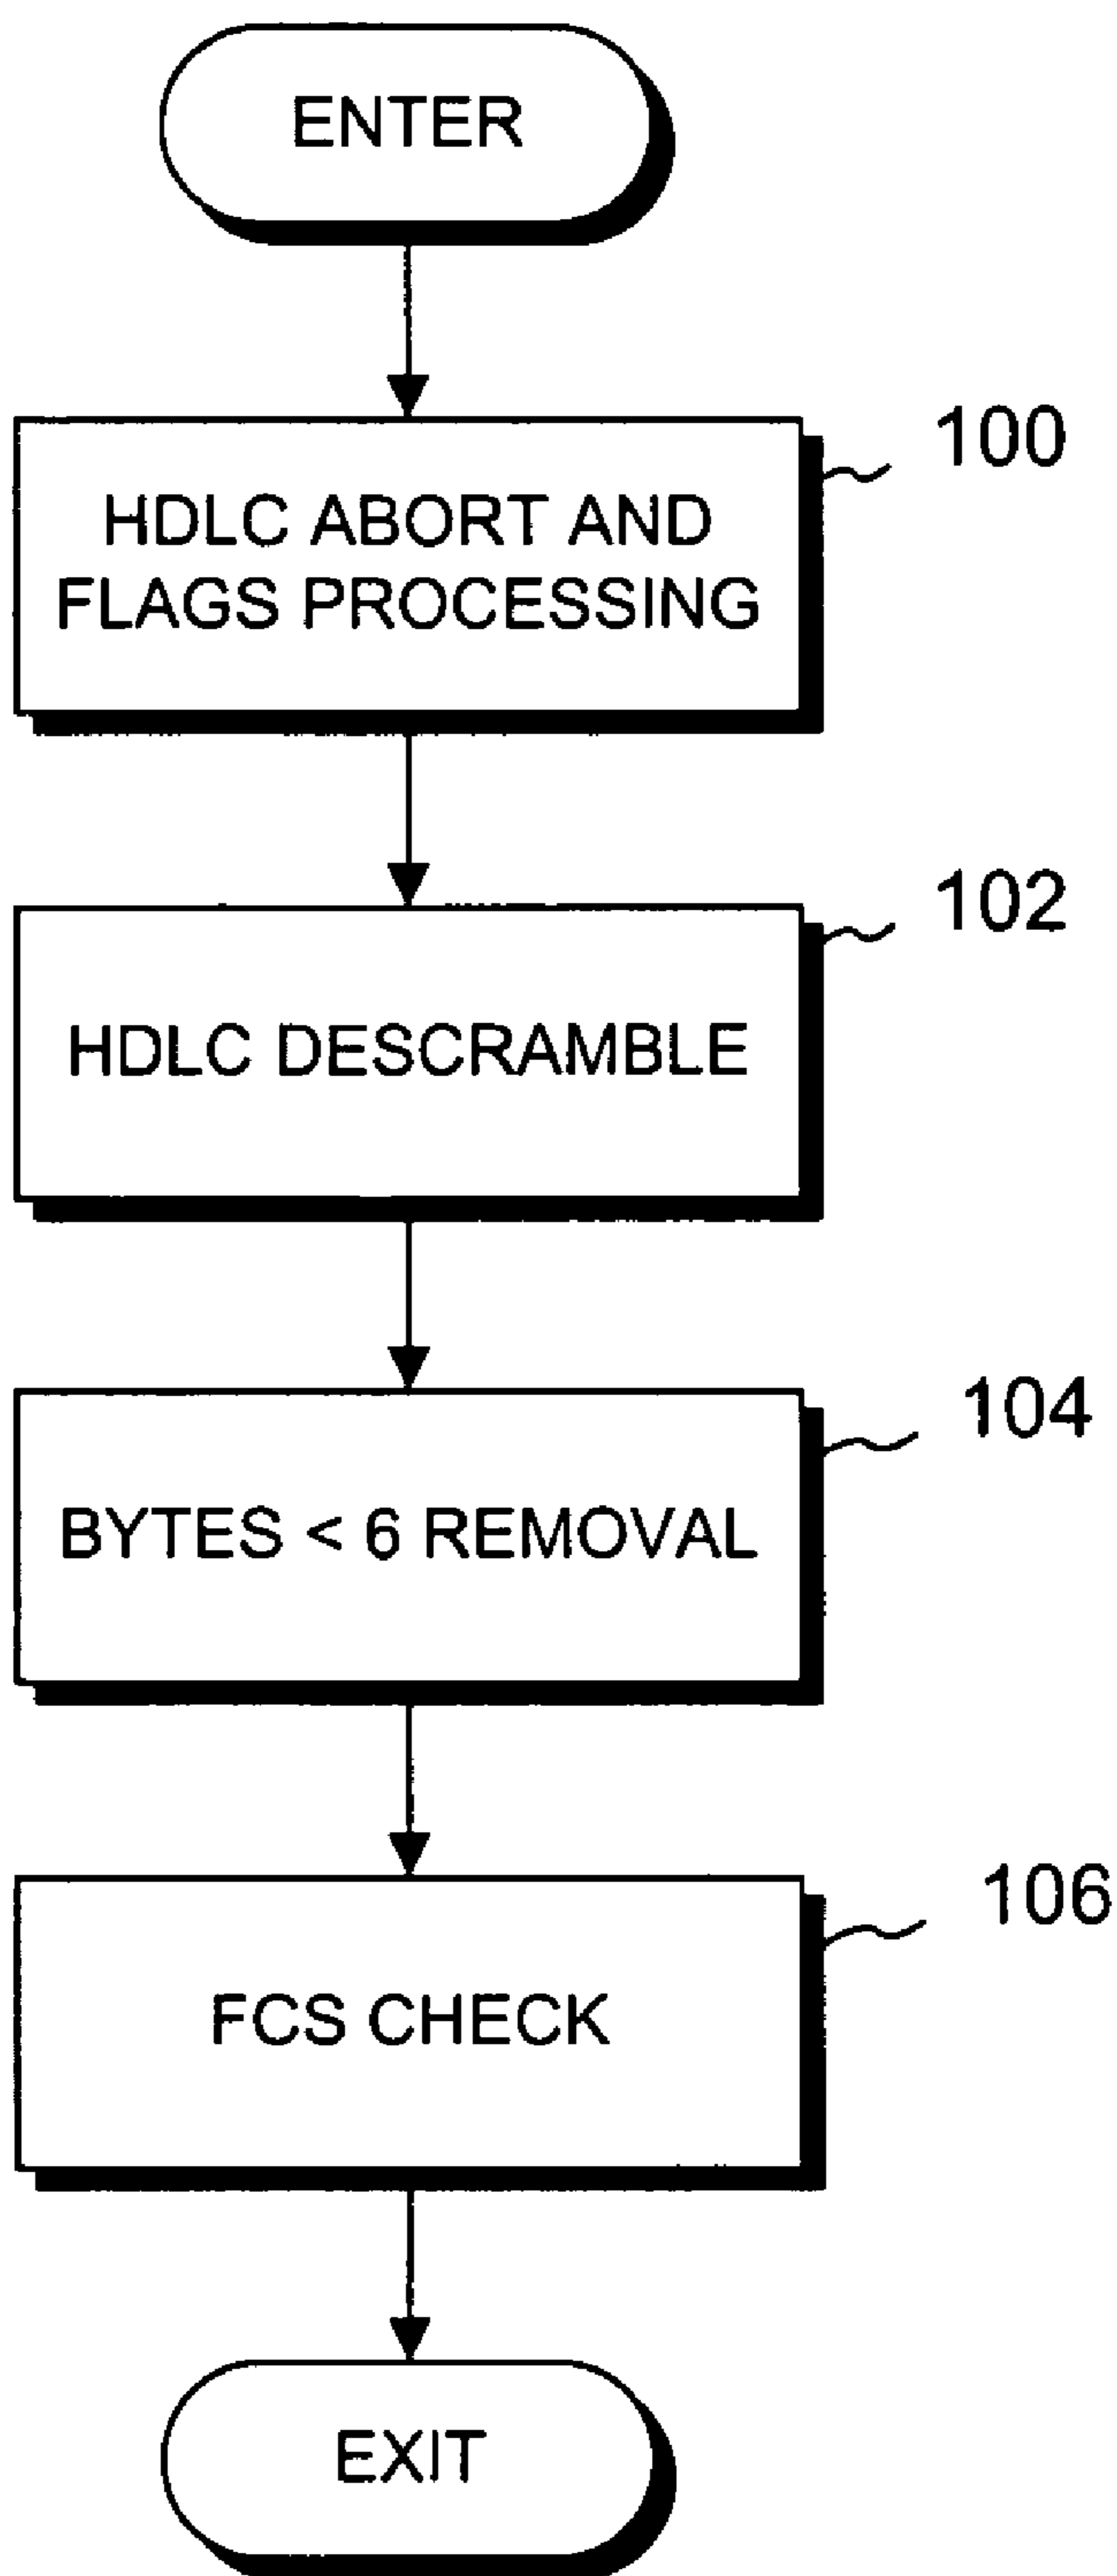 ENTER
100
HDLC ABORT AND
FLAGS PROCESSING
102
HDLC DESCRAMBLE
104
BYTES < 6 REMOVAL
106
FCS CHECK
EXIT